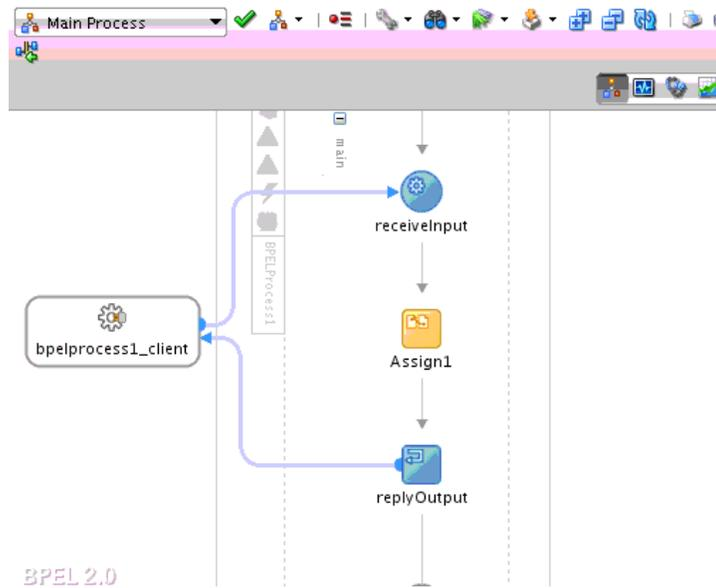 Main Process
main
receiveInput
BPELProcess1
bpelprocess1_client
Assign1
replyOutput
BPEL 2.0